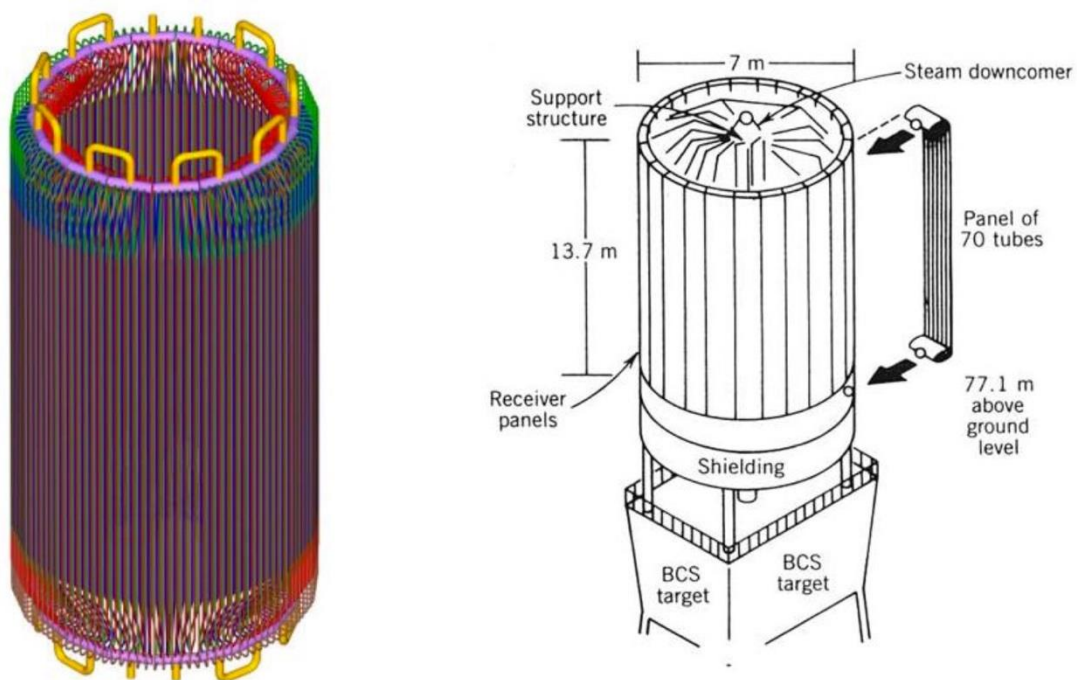 7 m
Steam downcomer
Support
structure
13.7 m
Panel of
70 tubes
Receiver
panels
77.1 m
above
ground
level
Shielding
BCS
target
BCS
target